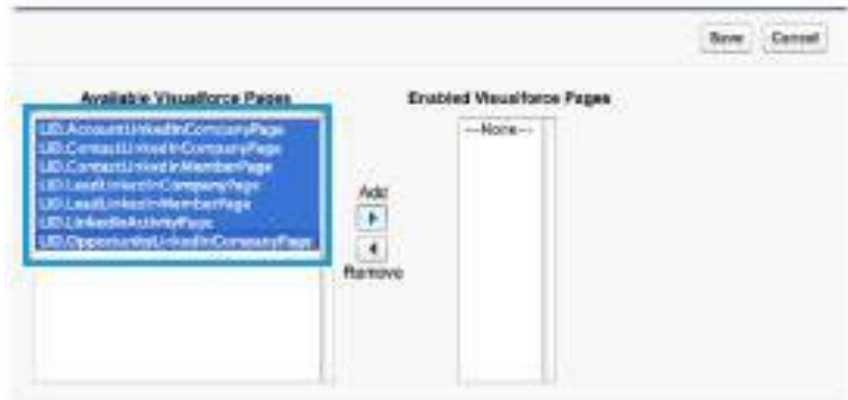 Save
Cancel
Available Visualforce Pages
Enabled Visualforce Pages
LID.AccountLinkedInCompanyPage
LID.ContactLinkedInCompanyPage
LID.ContactLinkedInMemberPage
LID.LeadLinkedInCompanyPage
LID.LeadLinkedInMemberPage
LID.LinkedInActivityPage
LID.OpportunityLinkedInCompanyPage
Add
Remove
---None---